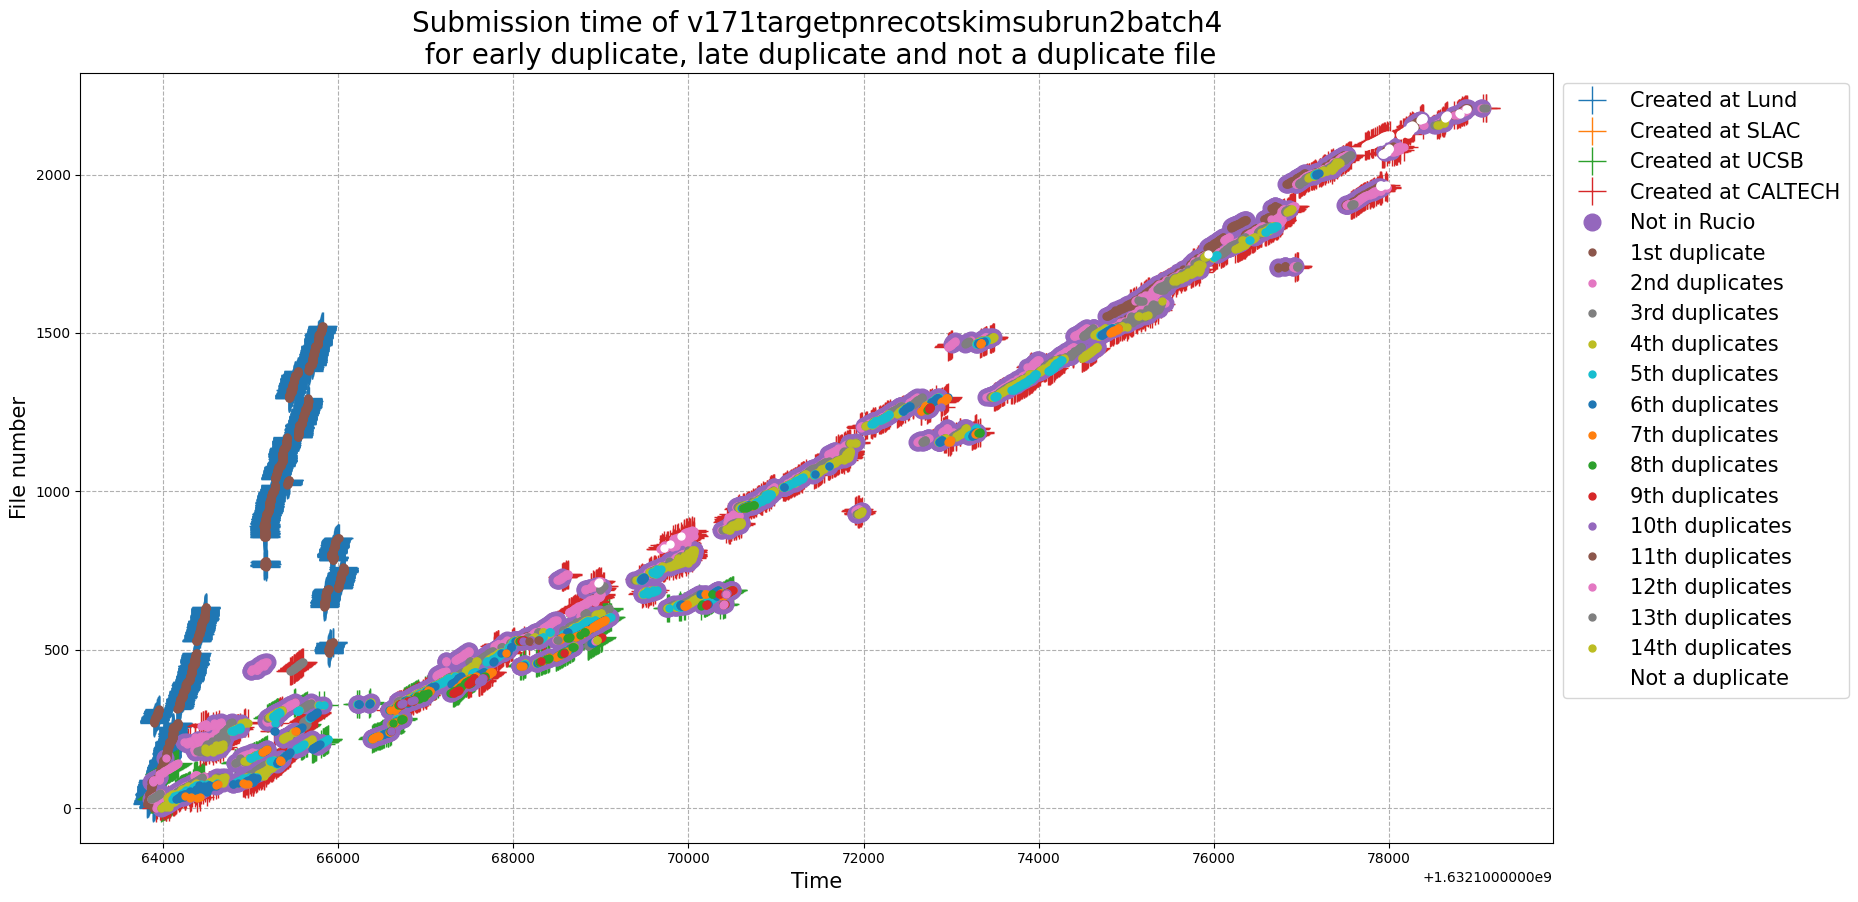 Submission time of v171targetpnrecotskimsubrun2batch4
for early duplicate, late duplicate and not a duplicate file
File number
2000
1500
1000
500
0
64000
66000
68000
70000
72000
74000
76000
78000
Time
+1.6321000000e9
Created at Lund
Created at SLAC
Created at UCSB
Created at CALTECH
Not in Rucio
1st duplicate
2nd duplicates
3rd duplicates
4th duplicates
5th duplicates
6th duplicates
7th duplicates
8th duplicates
9th duplicates
10th duplicates
11th duplicates
12th duplicates
13th duplicates
14th duplicates
Not a duplicate